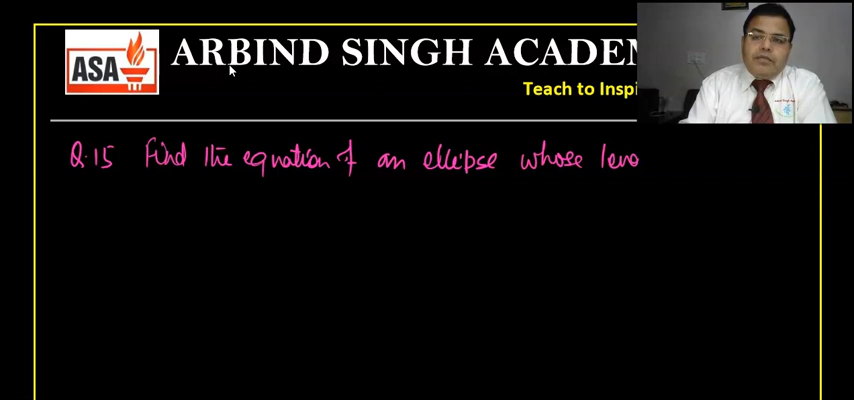 ASA
ARBIND SINGH ACADEM
Teach to Inspi
Q.15 Find the equation of an ellipse whose